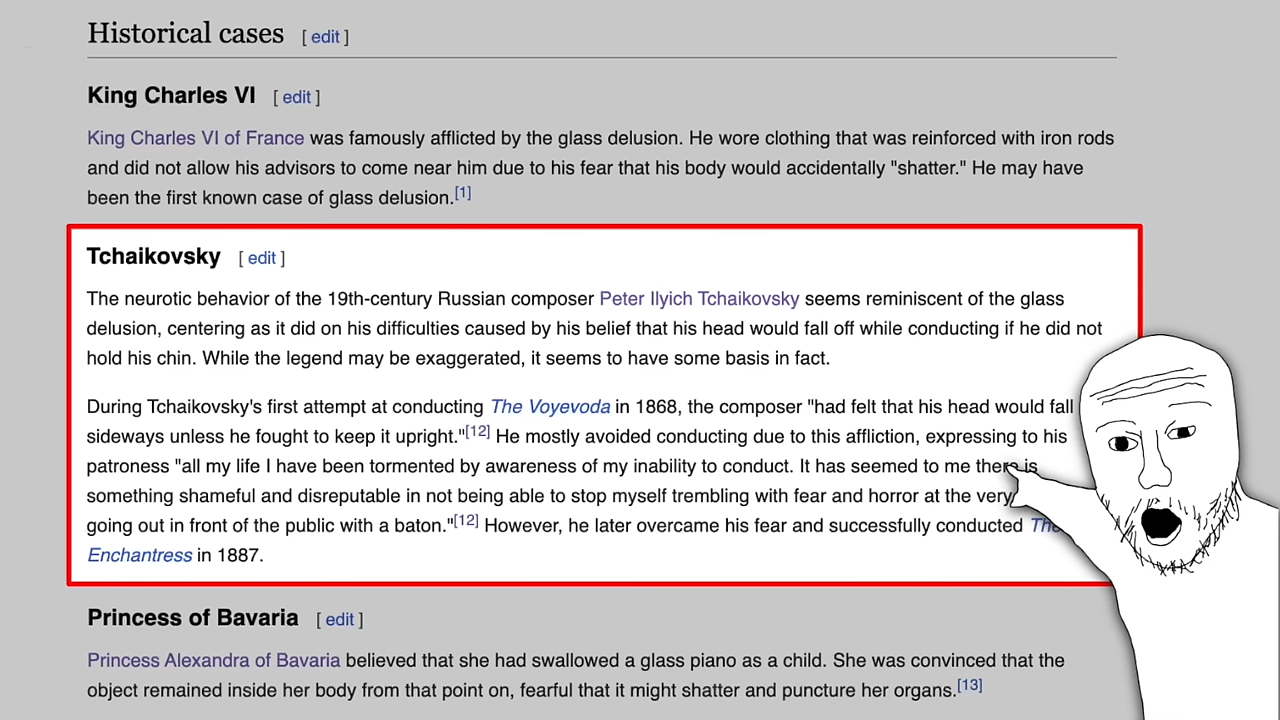 Historical cases [ edit ]
King Charles VI [ edit ]
King Charles VI of France was famously afflicted by the glass delusion. He wore clothing that was reinforced with iron rods
and did not allow his advisors to come near him due to his fear that his body would accidentally "shatter." He may have
been the first known case of glass delusion.[1]
Tchaikovsky [ edit ]
The neurotic behavior of the 19th-century Russian composer Peter Ilyich Tchaikovsky seems reminiscent of the glass
delusion, centering as it did on his difficulties caused by his belief that his head would fall off while conducting if he did not
hold his chin. While the legend may be exaggerated, it seems to have some basis in fact.
During Tchaikovsky's first attempt at conducting The Voyevoda in 1868, the composer "had felt that his head would fall
sideways unless he fought to keep it upright."[12] He mostly avoided conducting due to this affliction, expressing to his
patroness "all my life I have been tormented by awareness of my inability to conduct. It has seemed to me there is
something shameful and disreputable in not being able to stop myself trembling with fear and horror at the very
going out in front of the public with a baton."[12] However, he later overcame his fear and successfully conducted The
Enchantress in 1887.
Princess of Bavaria [ edit ]
Princess Alexandra of Bavaria believed that she had swallowed a glass piano as a child. She was convinced that the
object remained inside her body from that point on, fearful that it might shatter and puncture her organs.[13]